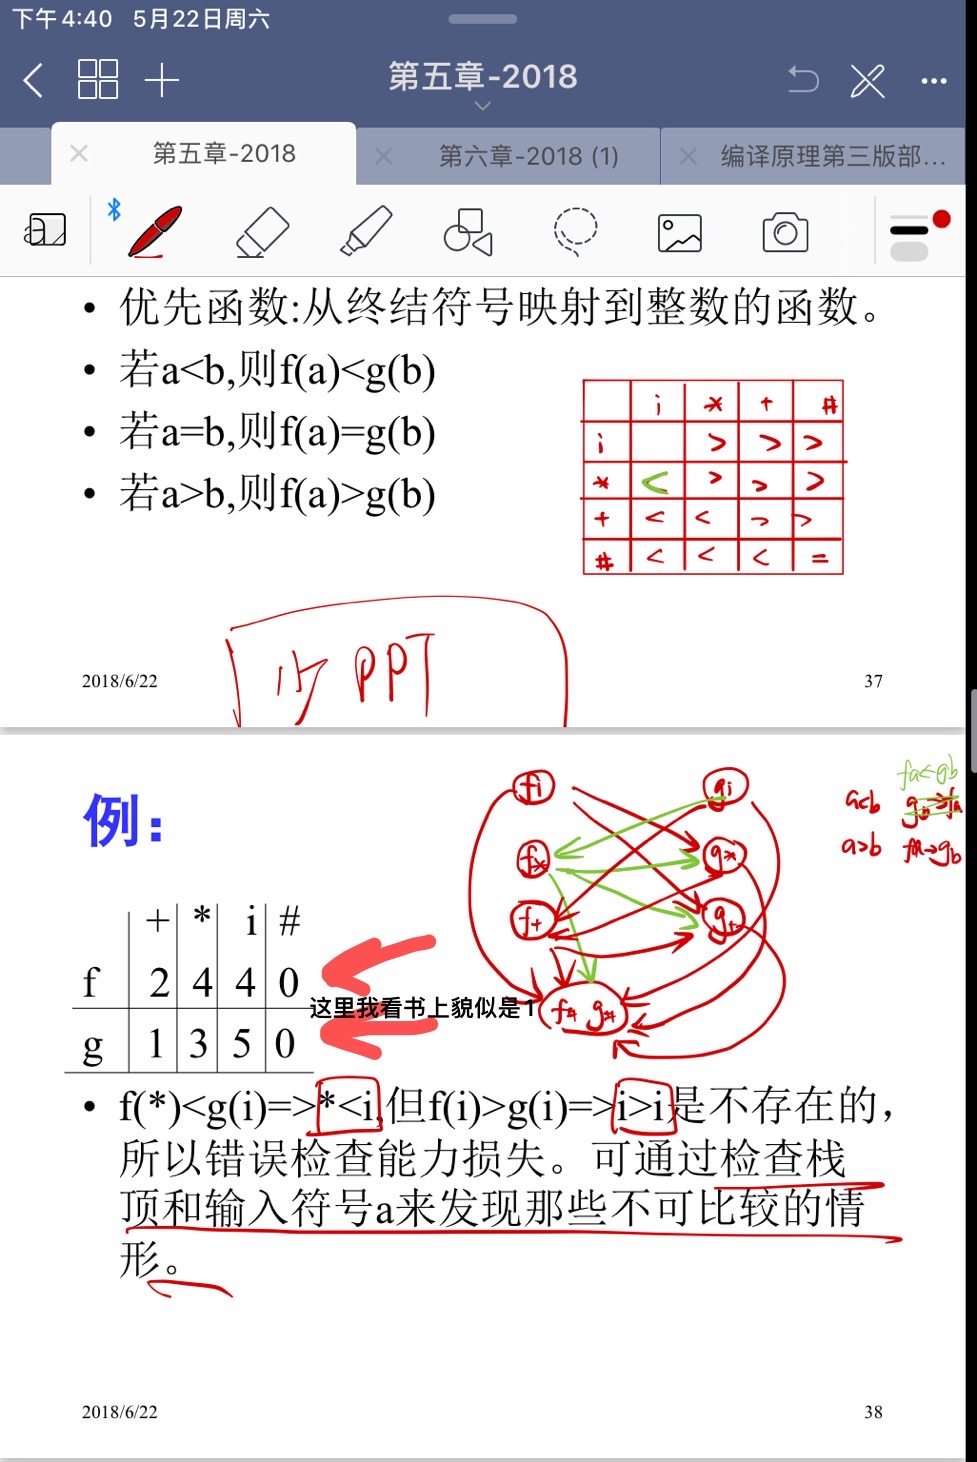 下午4:40 5月22日周六
第五章-2018
第五章-2018
第六章-2018 (1)
编译原理第三版部...
• 优先函数:从终结符号映射到整数的函数。
• 若a<b,则f(a)<g(b)
• 若a=b,则f(a)=g(b)
• 若a>b,则f(a)>g(b)
i * + #
i > > >
* < > > >
+ < < > >
# < < < =
PPT
2018/6/22
37
例:
fi gi
f* g*
f+ g+
f# g#
fa<gb
a<b
a>b fa→gb
+ * i #
f 2 4 4 0
这里我看书上貌似是1
g 1 3 5 0
• f(*)<g(i)=>*<i,但f(i)>g(i)=>i>i是不存在的，
所以错误检查能力损失。可通过检查栈
顶和输入符号a来发现那些不可比较的情
形。
2018/6/22
38